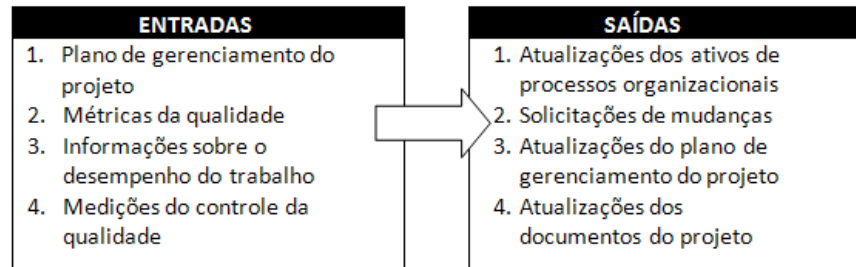 ENTRADAS
1. Plano de gerenciamento do
projeto
2. Métricas da qualidade
3. Informações sobre o
desempenho do trabalho
4. Medições do controle da
qualidade
SAÍDAS
1. Atualizações dos ativos de
processos organizacionais
2. Solicitações de mudanças
3. Atualizações do plano de
gerenciamento do projeto
4. Atualizações dos
documentos do projeto